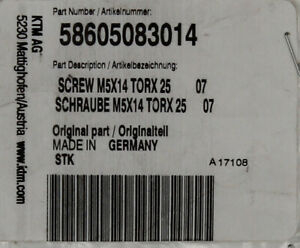 Part Number / Artikelnummer:
58605083014
Part Description / Artikelbezeichnung:
SCREW M5X14 TORX 25 07
SCHRAUBE M5X14 TORX 25 07
Original part / Originalteil
MADE IN GERMANY
STK
A 17108
KTM AG
5230 Mattighofen/Austria
www.ktm.com